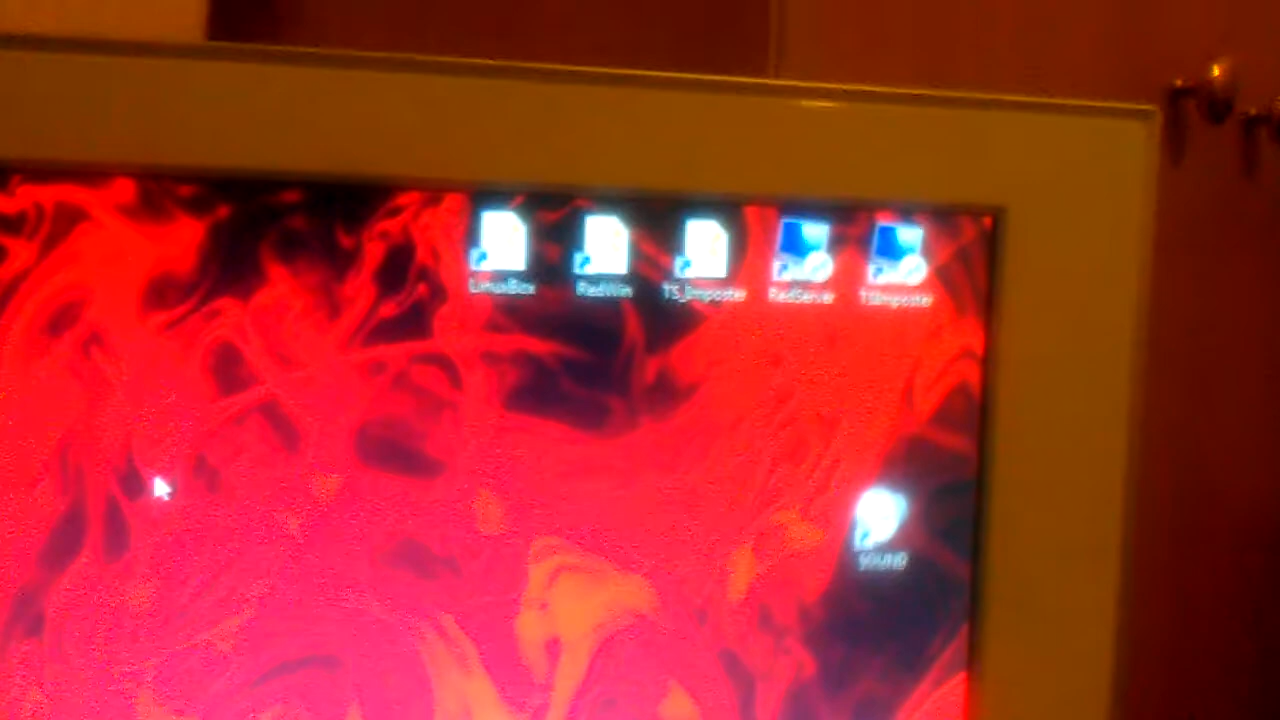 LinuxBox
RedWin
TS_Imposter
RedServer
TSImposter
SOUND